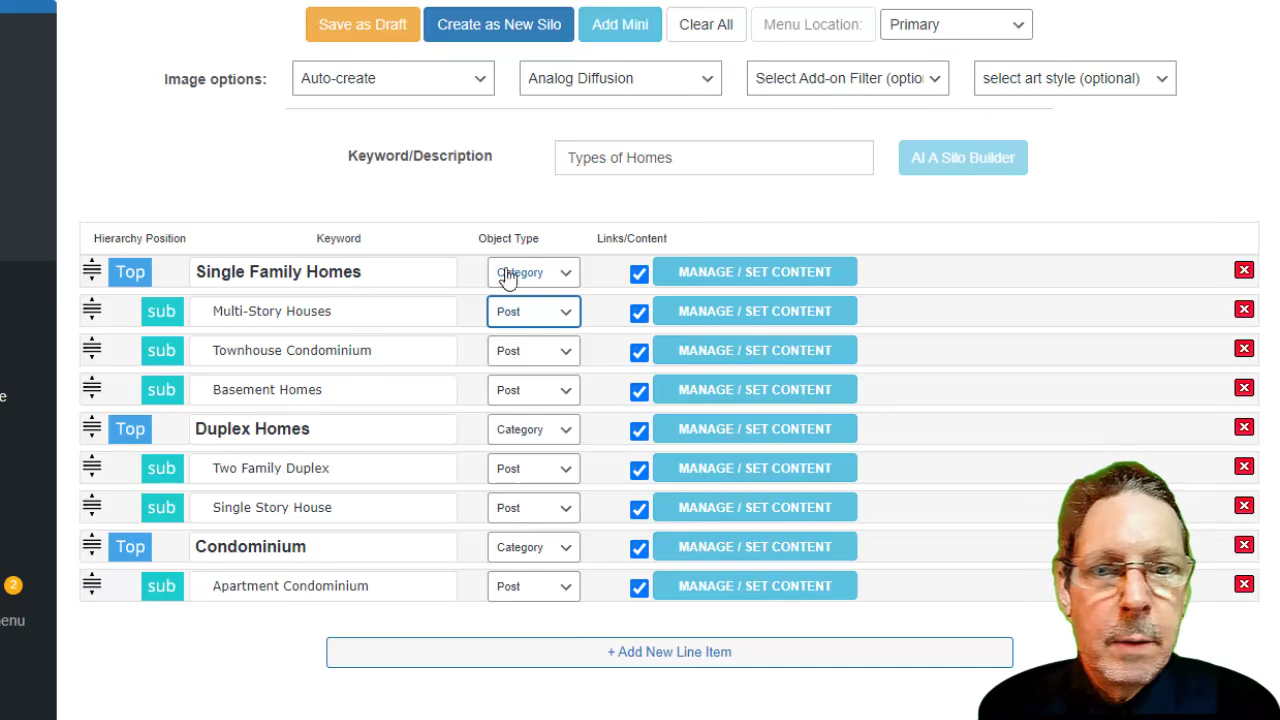 Save as Draft Create as New Silo Add Mini Clear All Menu Location: Primary
Image options: Auto-create Analog Diffusion Select Add-on Filter (optio select art style (optional)
Keyword/Description Types of Homes AI A Silo Builder
Hierarchy Position Keyword Object Type Links/Content
Top Single Family Homes Category MANAGE / SET CONTENT
sub Multi-Story Houses Post MANAGE / SET CONTENT
sub Townhouse Condominium Post MANAGE / SET CONTENT
sub Basement Homes Post MANAGE / SET CONTENT
e
Top Duplex Homes Category MANAGE / SET CONTENT
sub Two Family Duplex Post MANAGE / SET CONTENT
sub Single Story House Post MANAGE / SET CONTENT
Top Condominium Category MANAGE / SET CONTENT
2 sub Apartment Condominium Post MANAGE / SET CONTENT
enu
+ Add New Line Item